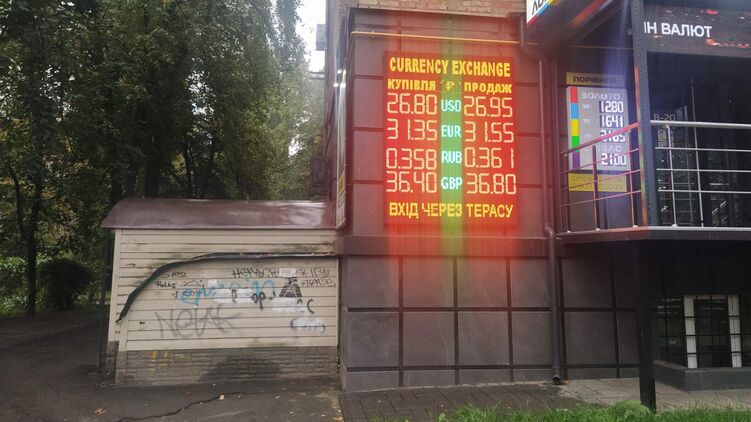 CURRENCY EXCHANGE
КУПІВЛЯ ₽ ПРОДАЖ
26.80 USD 26.95
31.35 EUR 31.55
0.358 RUB 0.361
36.40 GBP 36.80
ВХІД ЧЕРЕЗ ТЕРАСУ
ІН ВАЛЮТ
ПОРІВНЯЙ
ЗОЛОТО
1280
1641
2100